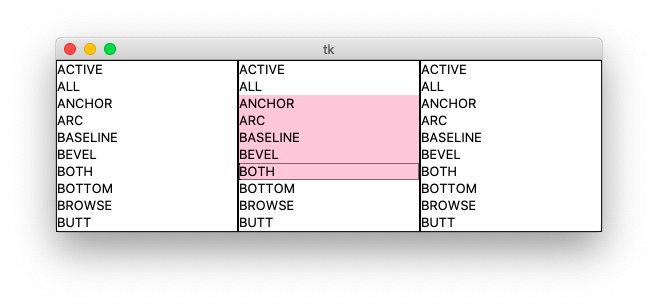 tk
ACTIVE
ALL
ANCHOR
ARC
BASELINE
BEVEL
BOTH
BOTTOM
BROWSE
BUTT
ACTIVE
ALL
ANCHOR
ARC
BASELINE
BEVEL
BOTH
BOTTOM
BROWSE
BUTT
ACTIVE
ALL
ANCHOR
ARC
BASELINE
BEVEL
BOTH
BOTTOM
BROWSE
BUTT